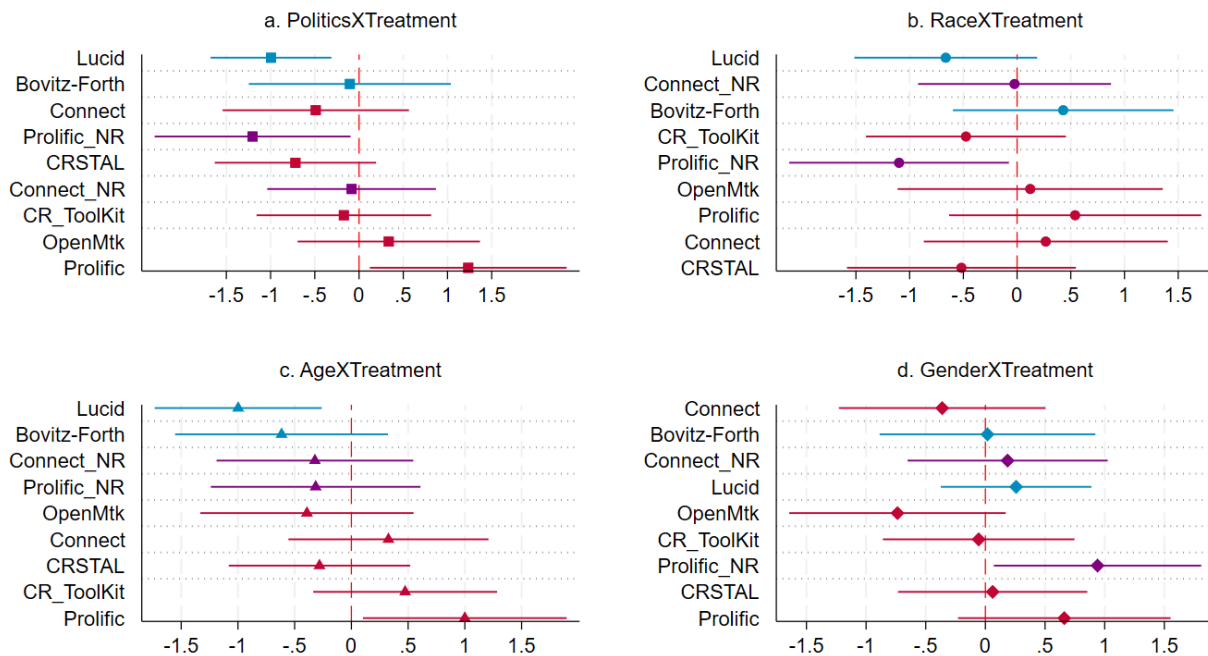 a. PoliticsXTreatment
Lucid
Bovitz-Forth
Connect
Prolific_NR
CRSTAL
Connect_NR
CR_ToolKit
OpenMtk
Prolific
-1.5 -1 -.5 0 .5 1 1.5
b. RaceXTreatment
Lucid
Connect_NR
Bovitz-Forth
CR_ToolKit
Prolific_NR
OpenMtk
Prolific
Connect
CRSTAL
-1.5 -1 -.5 0 .5 1 1.5
c. AgeXTreatment
Lucid
Bovitz-Forth
Connect_NR
Prolific_NR
OpenMtk
Connect
CRSTAL
CR_ToolKit
Prolific
-1.5 -1 -.5 0 .5 1 1.5
d. GenderXTreatment
Connect
Bovitz-Forth
Connect_NR
Lucid
OpenMtk
CR_ToolKit
Prolific_NR
CRSTAL
Prolific
-1.5 -1 -.5 0 .5 1 1.5